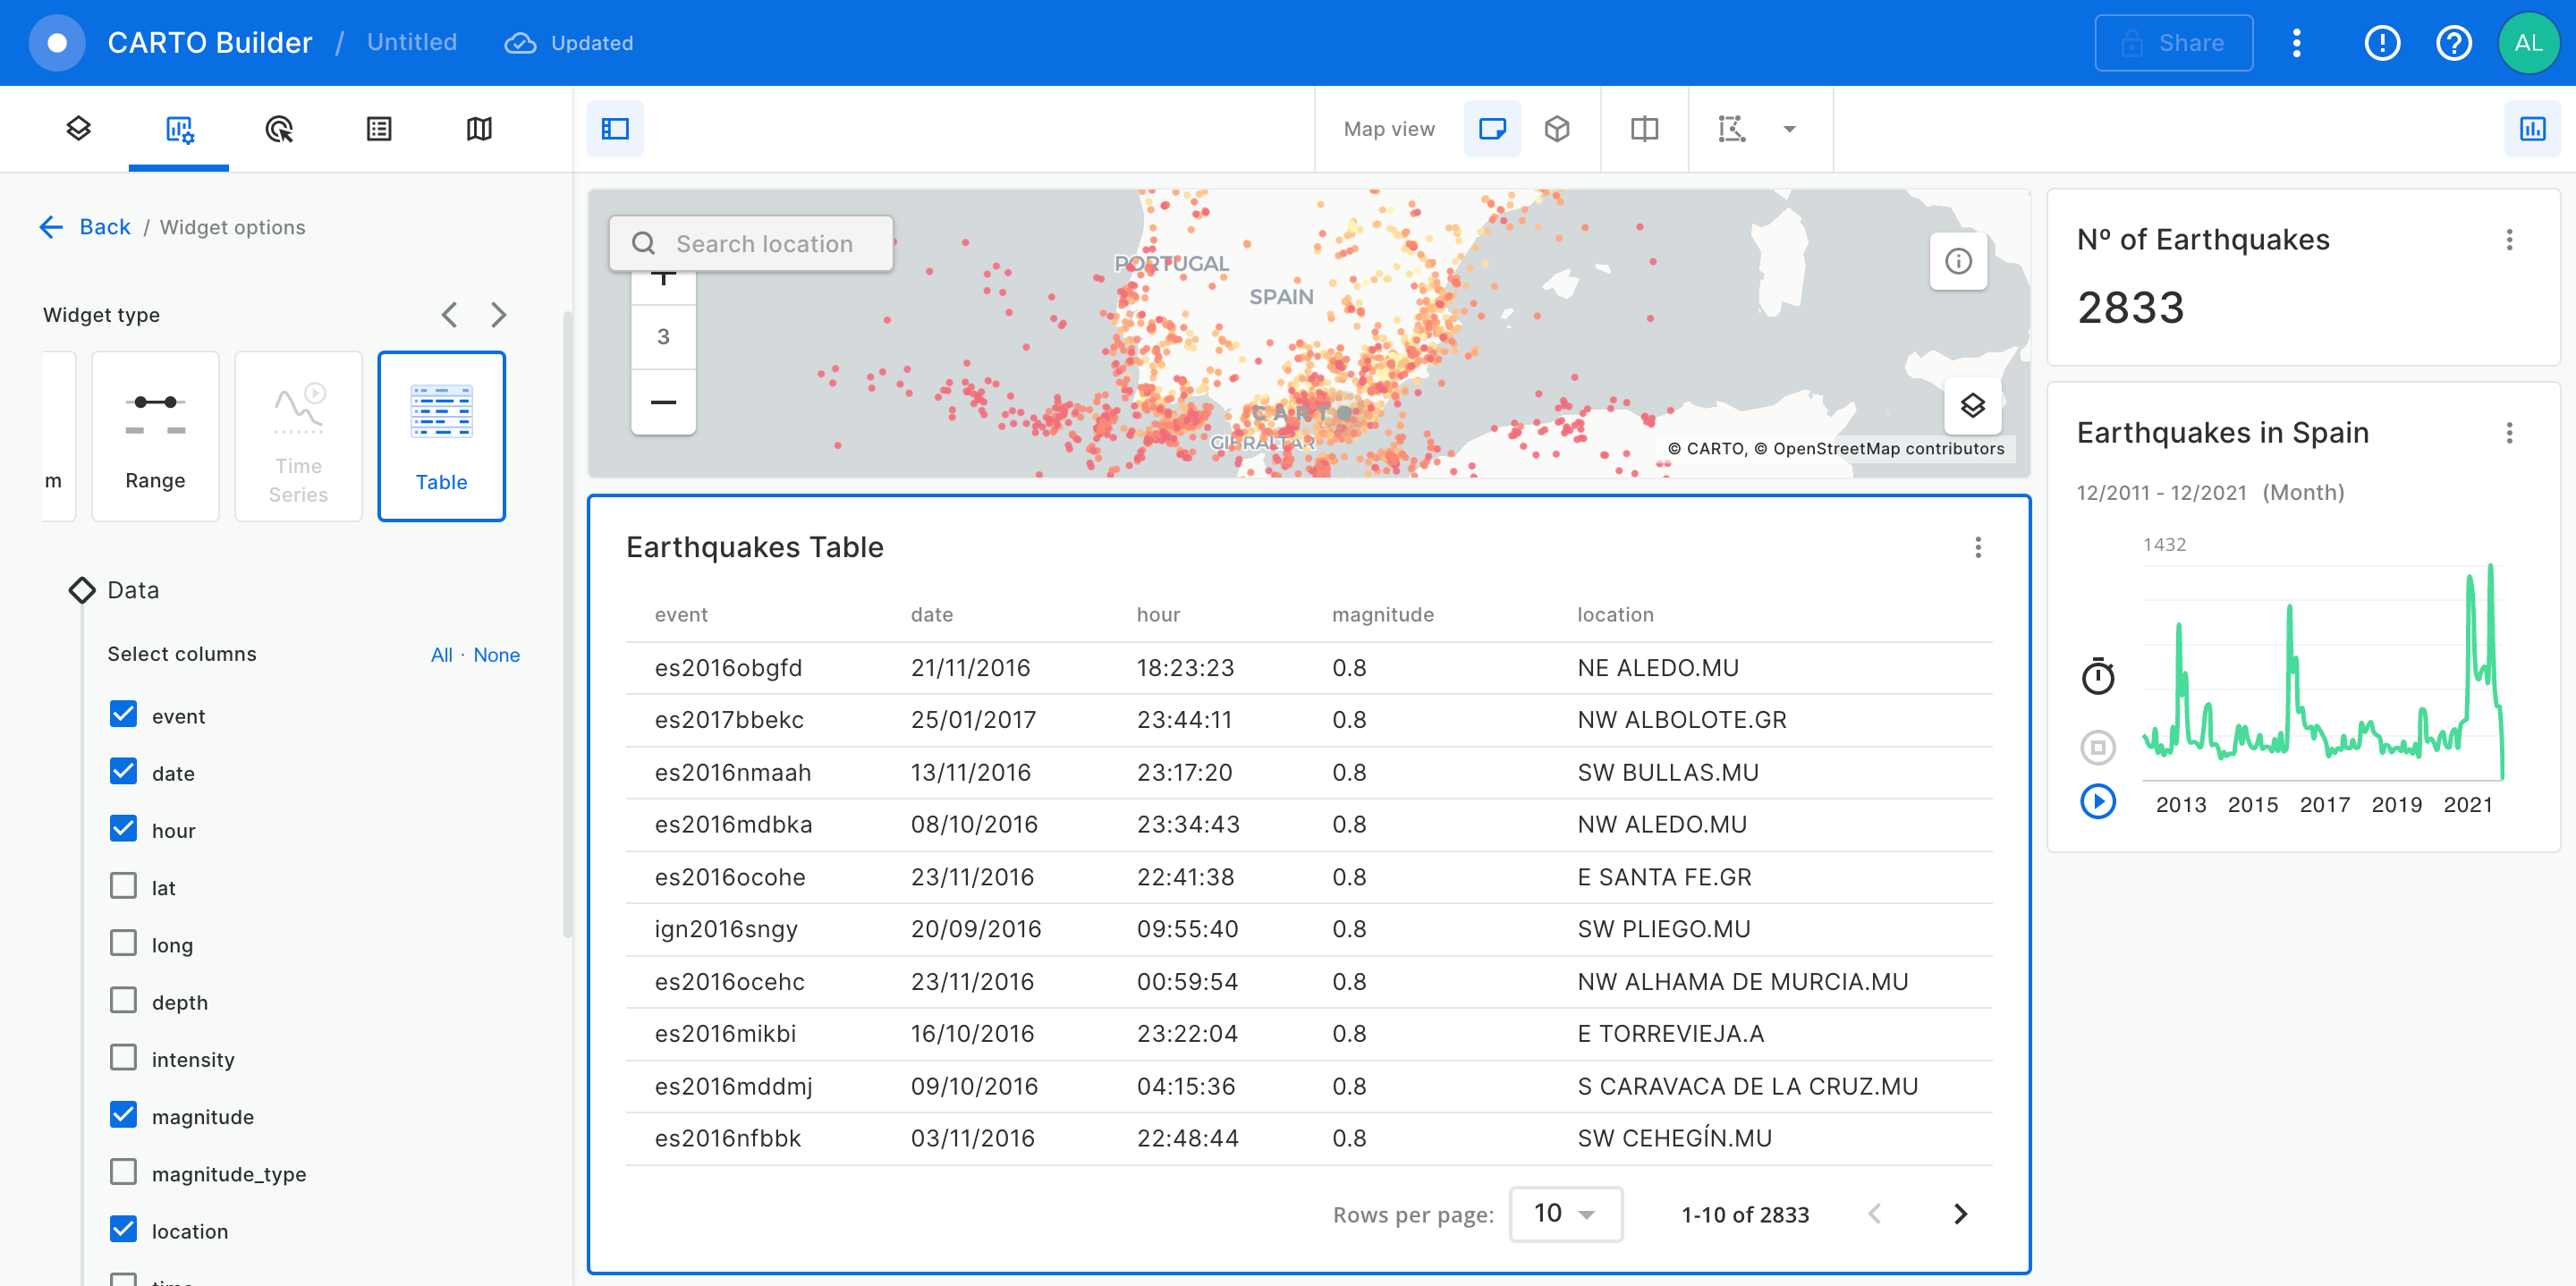 CARTO Builder / Untitled Updated
Share
AL
Map view
Back / Widget options
Widget type
m
Range
Time
Series
Table
Data
Select columns
All · None
event
date
hour
lat
long
depth
intensity
magnitude
magnitude_type
location
time
Search location
3
PORTUGAL
SPAIN
CARTO
GIBRALTAR
© CARTO, © OpenStreetMap contributors
Earthquakes Table
event date hour magnitude location
es2016obgfd 21/11/2016 18:23:23 0.8 NE ALEDO.MU
es2017bbekc 25/01/2017 23:44:11 0.8 NW ALBOLOTE.GR
es2016nmaah 13/11/2016 23:17:20 0.8 SW BULLAS.MU
es2016mdbka 08/10/2016 23:34:43 0.8 NW ALEDO.MU
es2016ocohe 23/11/2016 22:41:38 0.8 E SANTA FE.GR
ign2016sngy 20/09/2016 09:55:40 0.8 SW PLIEGO.MU
es2016ocehc 23/11/2016 00:59:54 0.8 NW ALHAMA DE MURCIA.MU
es2016mikbi 16/10/2016 23:22:04 0.8 E TORREVIEJA.A
es2016mddmj 09/10/2016 04:15:36 0.8 S CARAVACA DE LA CRUZ.MU
es2016nfbbk 03/11/2016 22:48:44 0.8 SW CEHEGÍN.MU
Rows per page: 10 1-10 of 2833
Nº of Earthquakes
2833
Earthquakes in Spain
12/2011 - 12/2021 (Month)
1432
2013 2015 2017 2019 2021